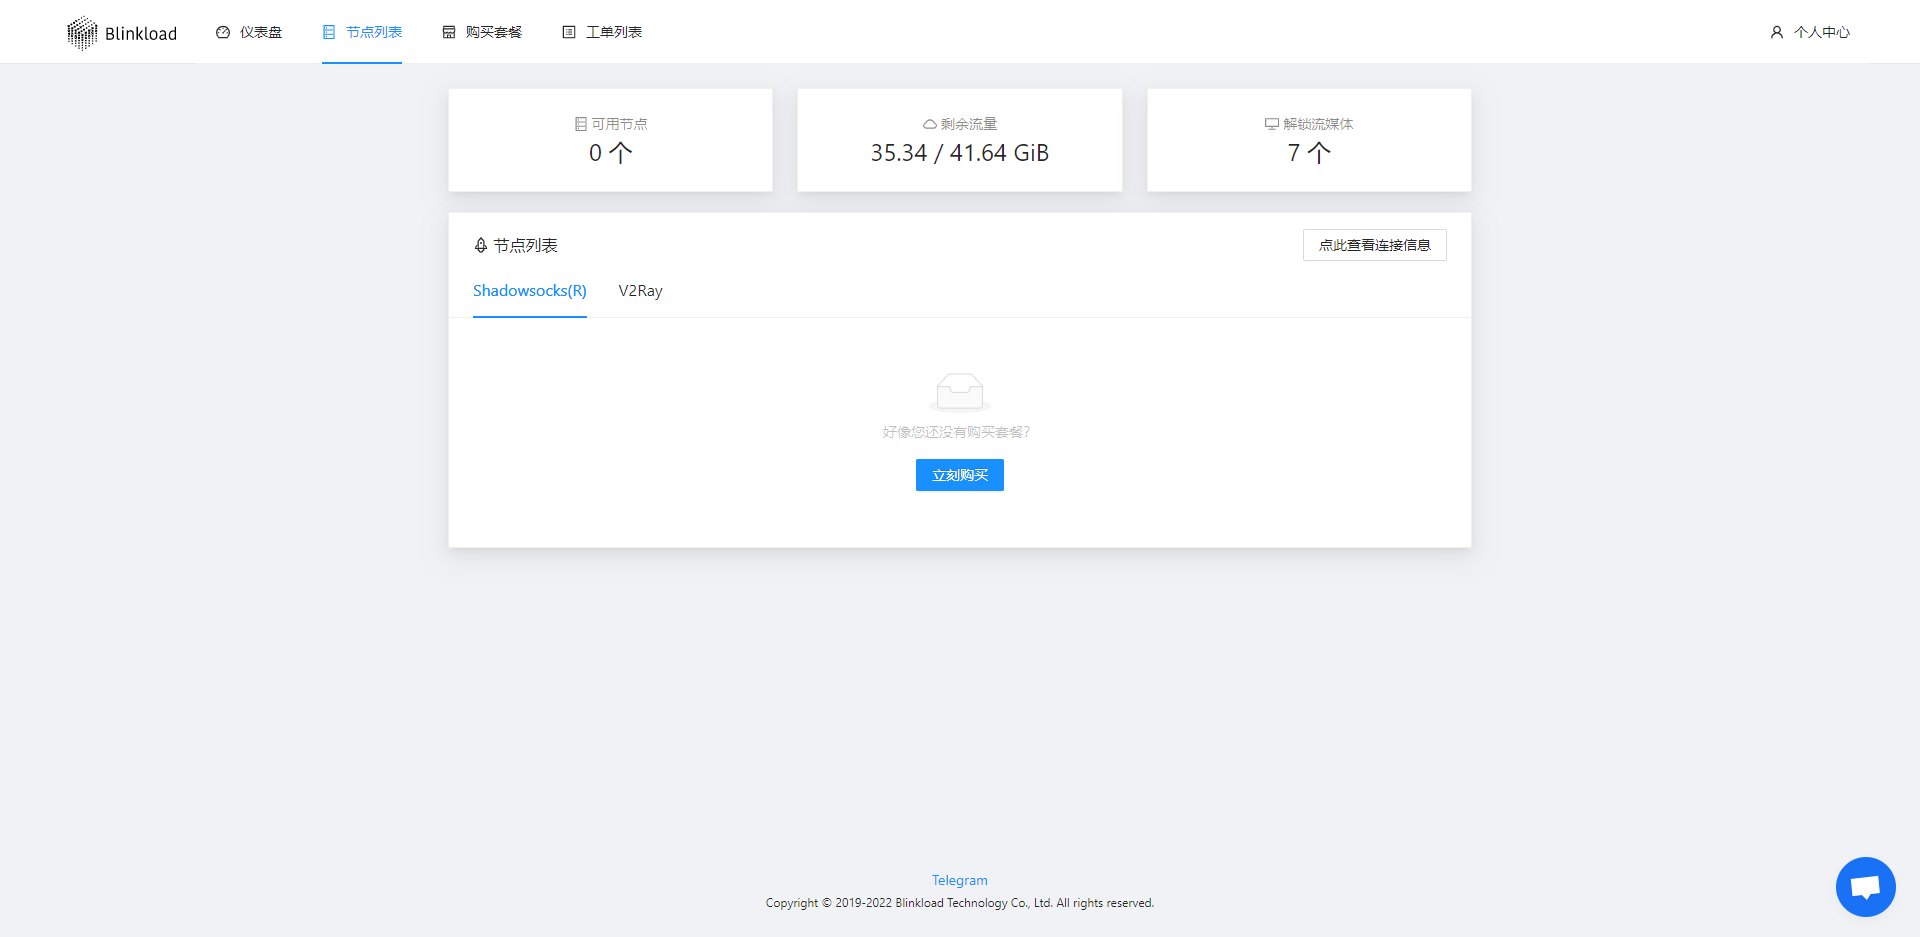 Blinkload
仪表盘
节点列表
购买套餐
工单列表
个人中心
可用节点
0 个
剩余流量
35.34 / 41.64 GiB
解锁流媒体
7 个
节点列表
点此查看连接信息
Shadowsocks(R)
V2Ray
好像您还没有购买套餐?
立刻购买
Telegram
Copyright © 2019-2022 Blinkload Technology Co., Ltd. All rights reserved.